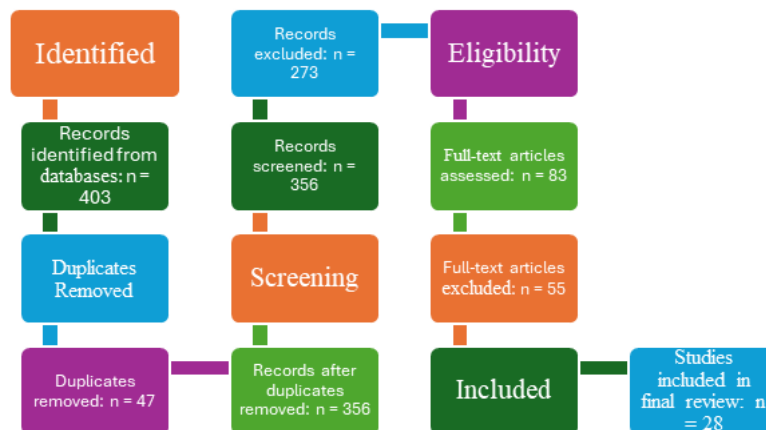 Identified
Records
identified from
databases: n =
403
Duplicates
Removed
Duplicates
removed: n = 47
Records after
duplicates
removed: n = 356
Screening
Records
screened: n =
356
Records
excluded: n =
273
Eligibility
Full-text articles
assessed: n = 83
Full-text articles
excluded: n = 55
Included
Studies
included in
final review: n
= 28